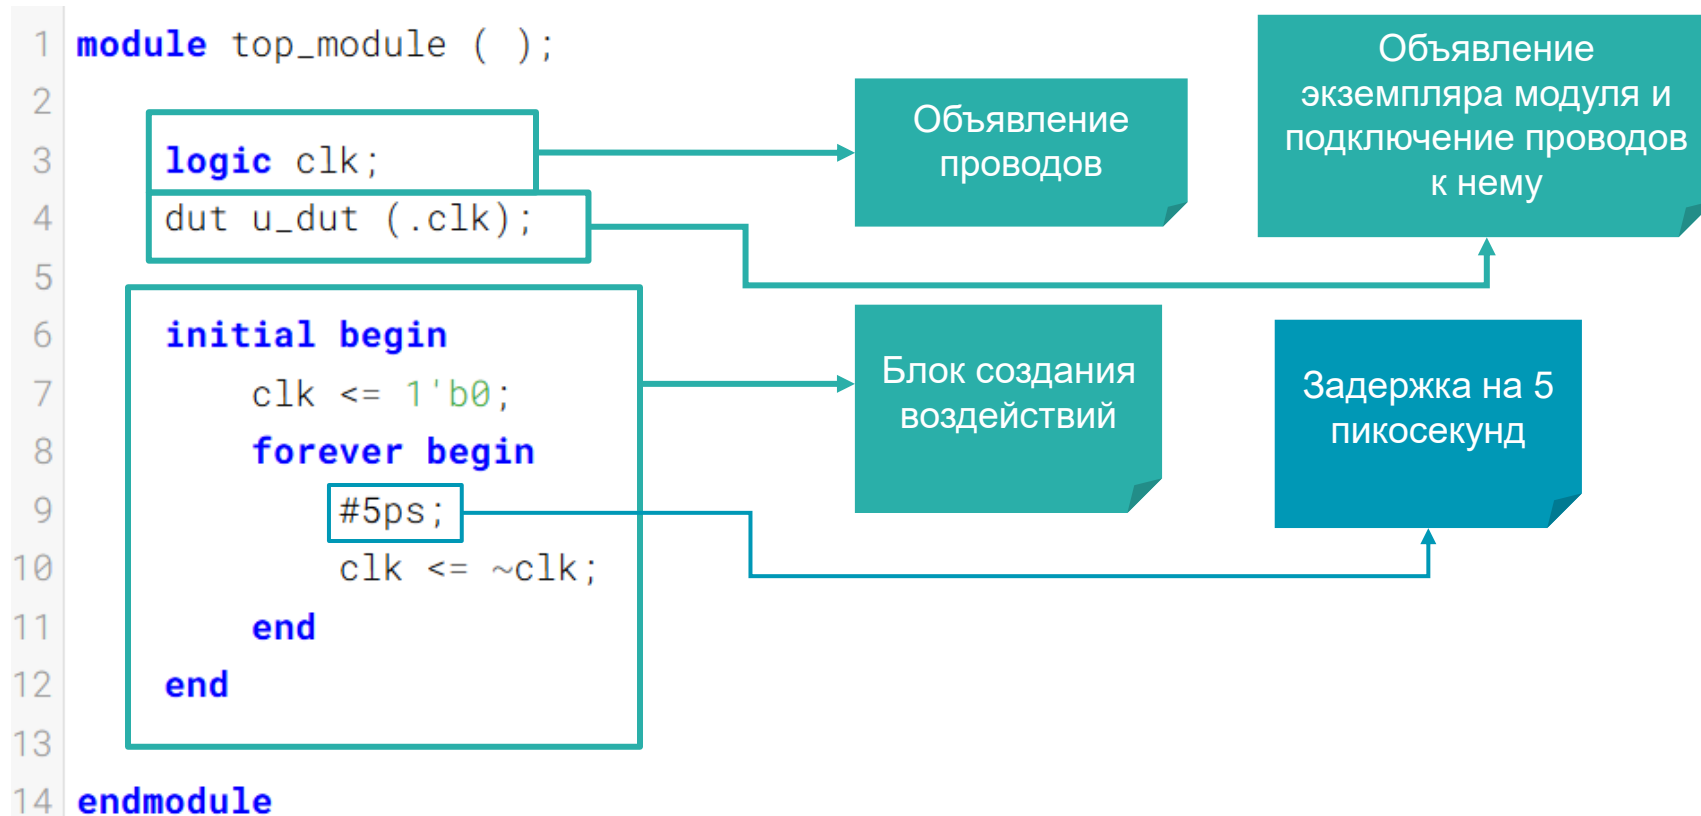 1 module top_module ( );
2
3 logic clk;
4 dut u_dut (.clk);
5
6 initial begin
7 clk <= 1'b0;
8 forever begin
9 #5ps;
10 clk <= ~clk;
11 end
12 end
13
14 endmodule
Объявление
проводов
Объявление
экземпляра модуля и
подключение проводов
к нему
Блок создания
воздействий
Задержка на 5
пикосекунд